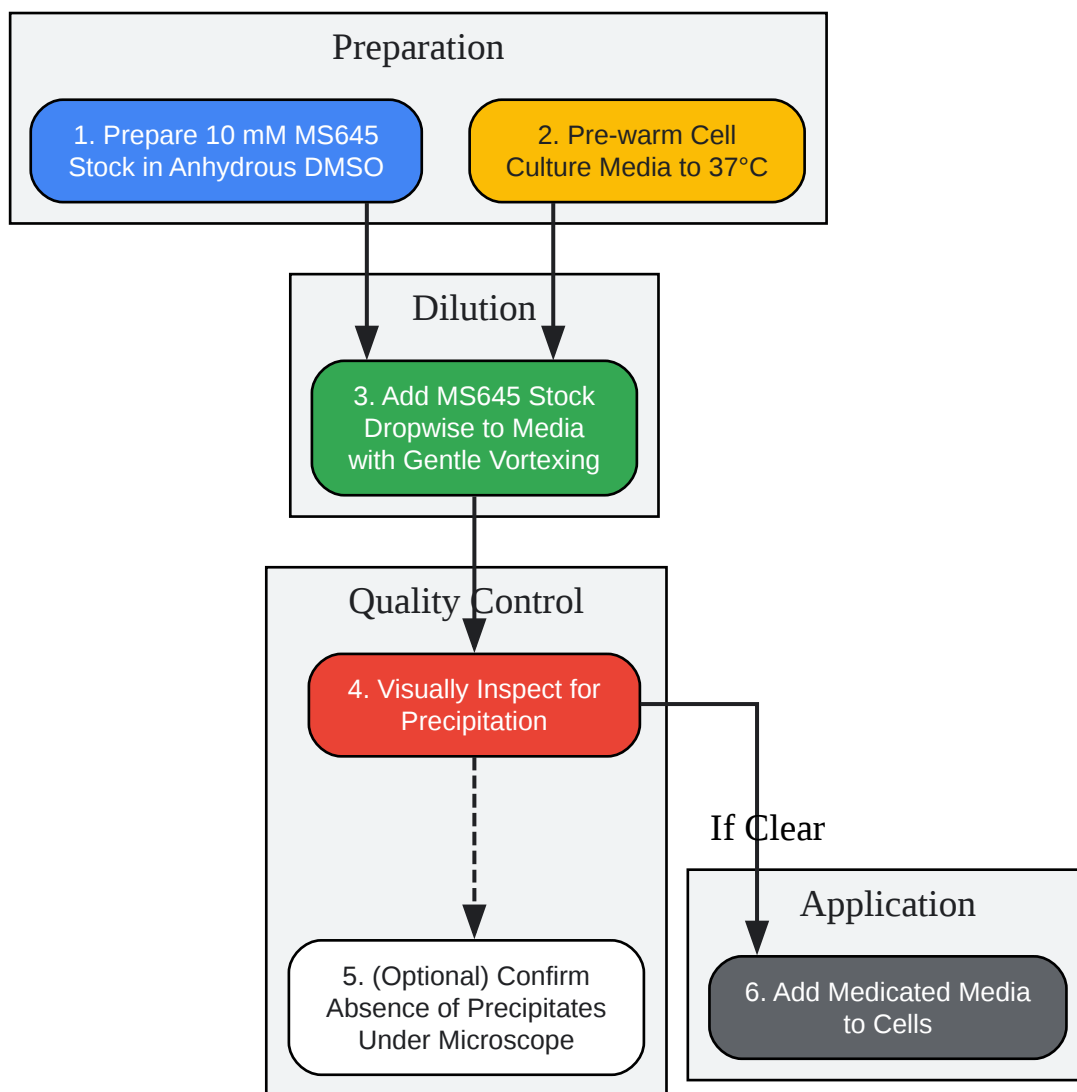 Preparation
1. Prepare 10 mM MS645
Stock in Anhydrous DMSO
2. Pre-warm Cell
Culture Media to 37°C
Dilution
3. Add MS645 Stock
Dropwise to Media
with Gentle Vortexing
Quality Control
4. Visually Inspect for
Precipitation
If Clear
Application
5. (Optional) Confirm
Absence of Precipitates
Under Microscope
6. Add Medicated Media
to Cells